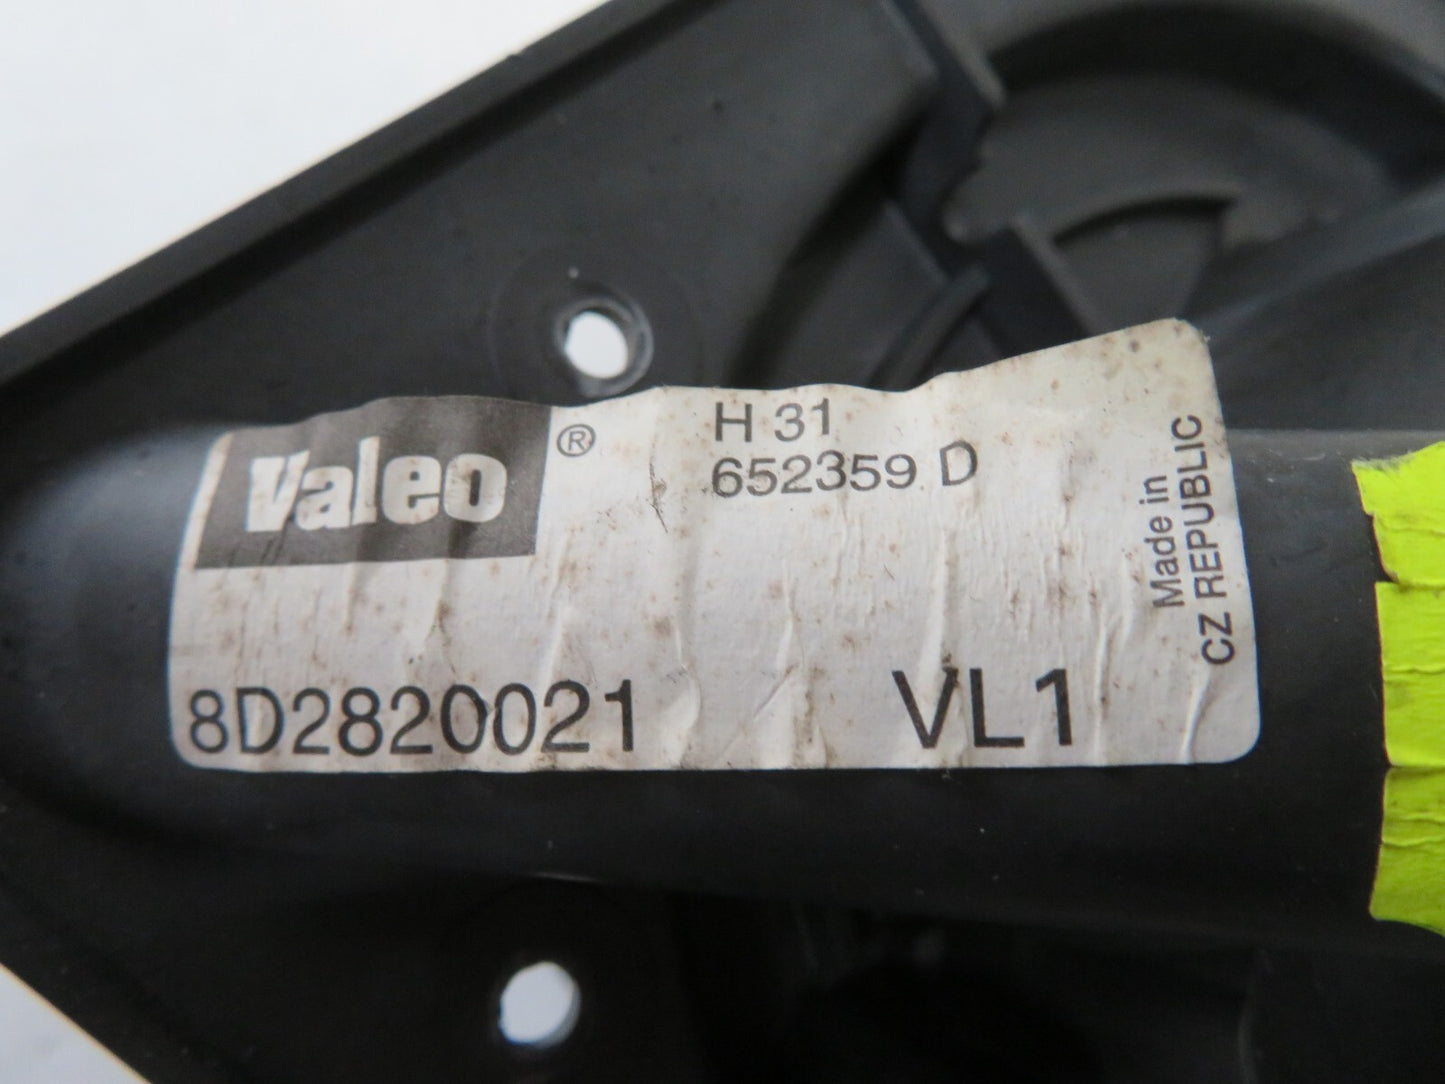 Valeo®
H 31
652359 D
Made in
CZ REPUBLIC
8D2820021
VL1